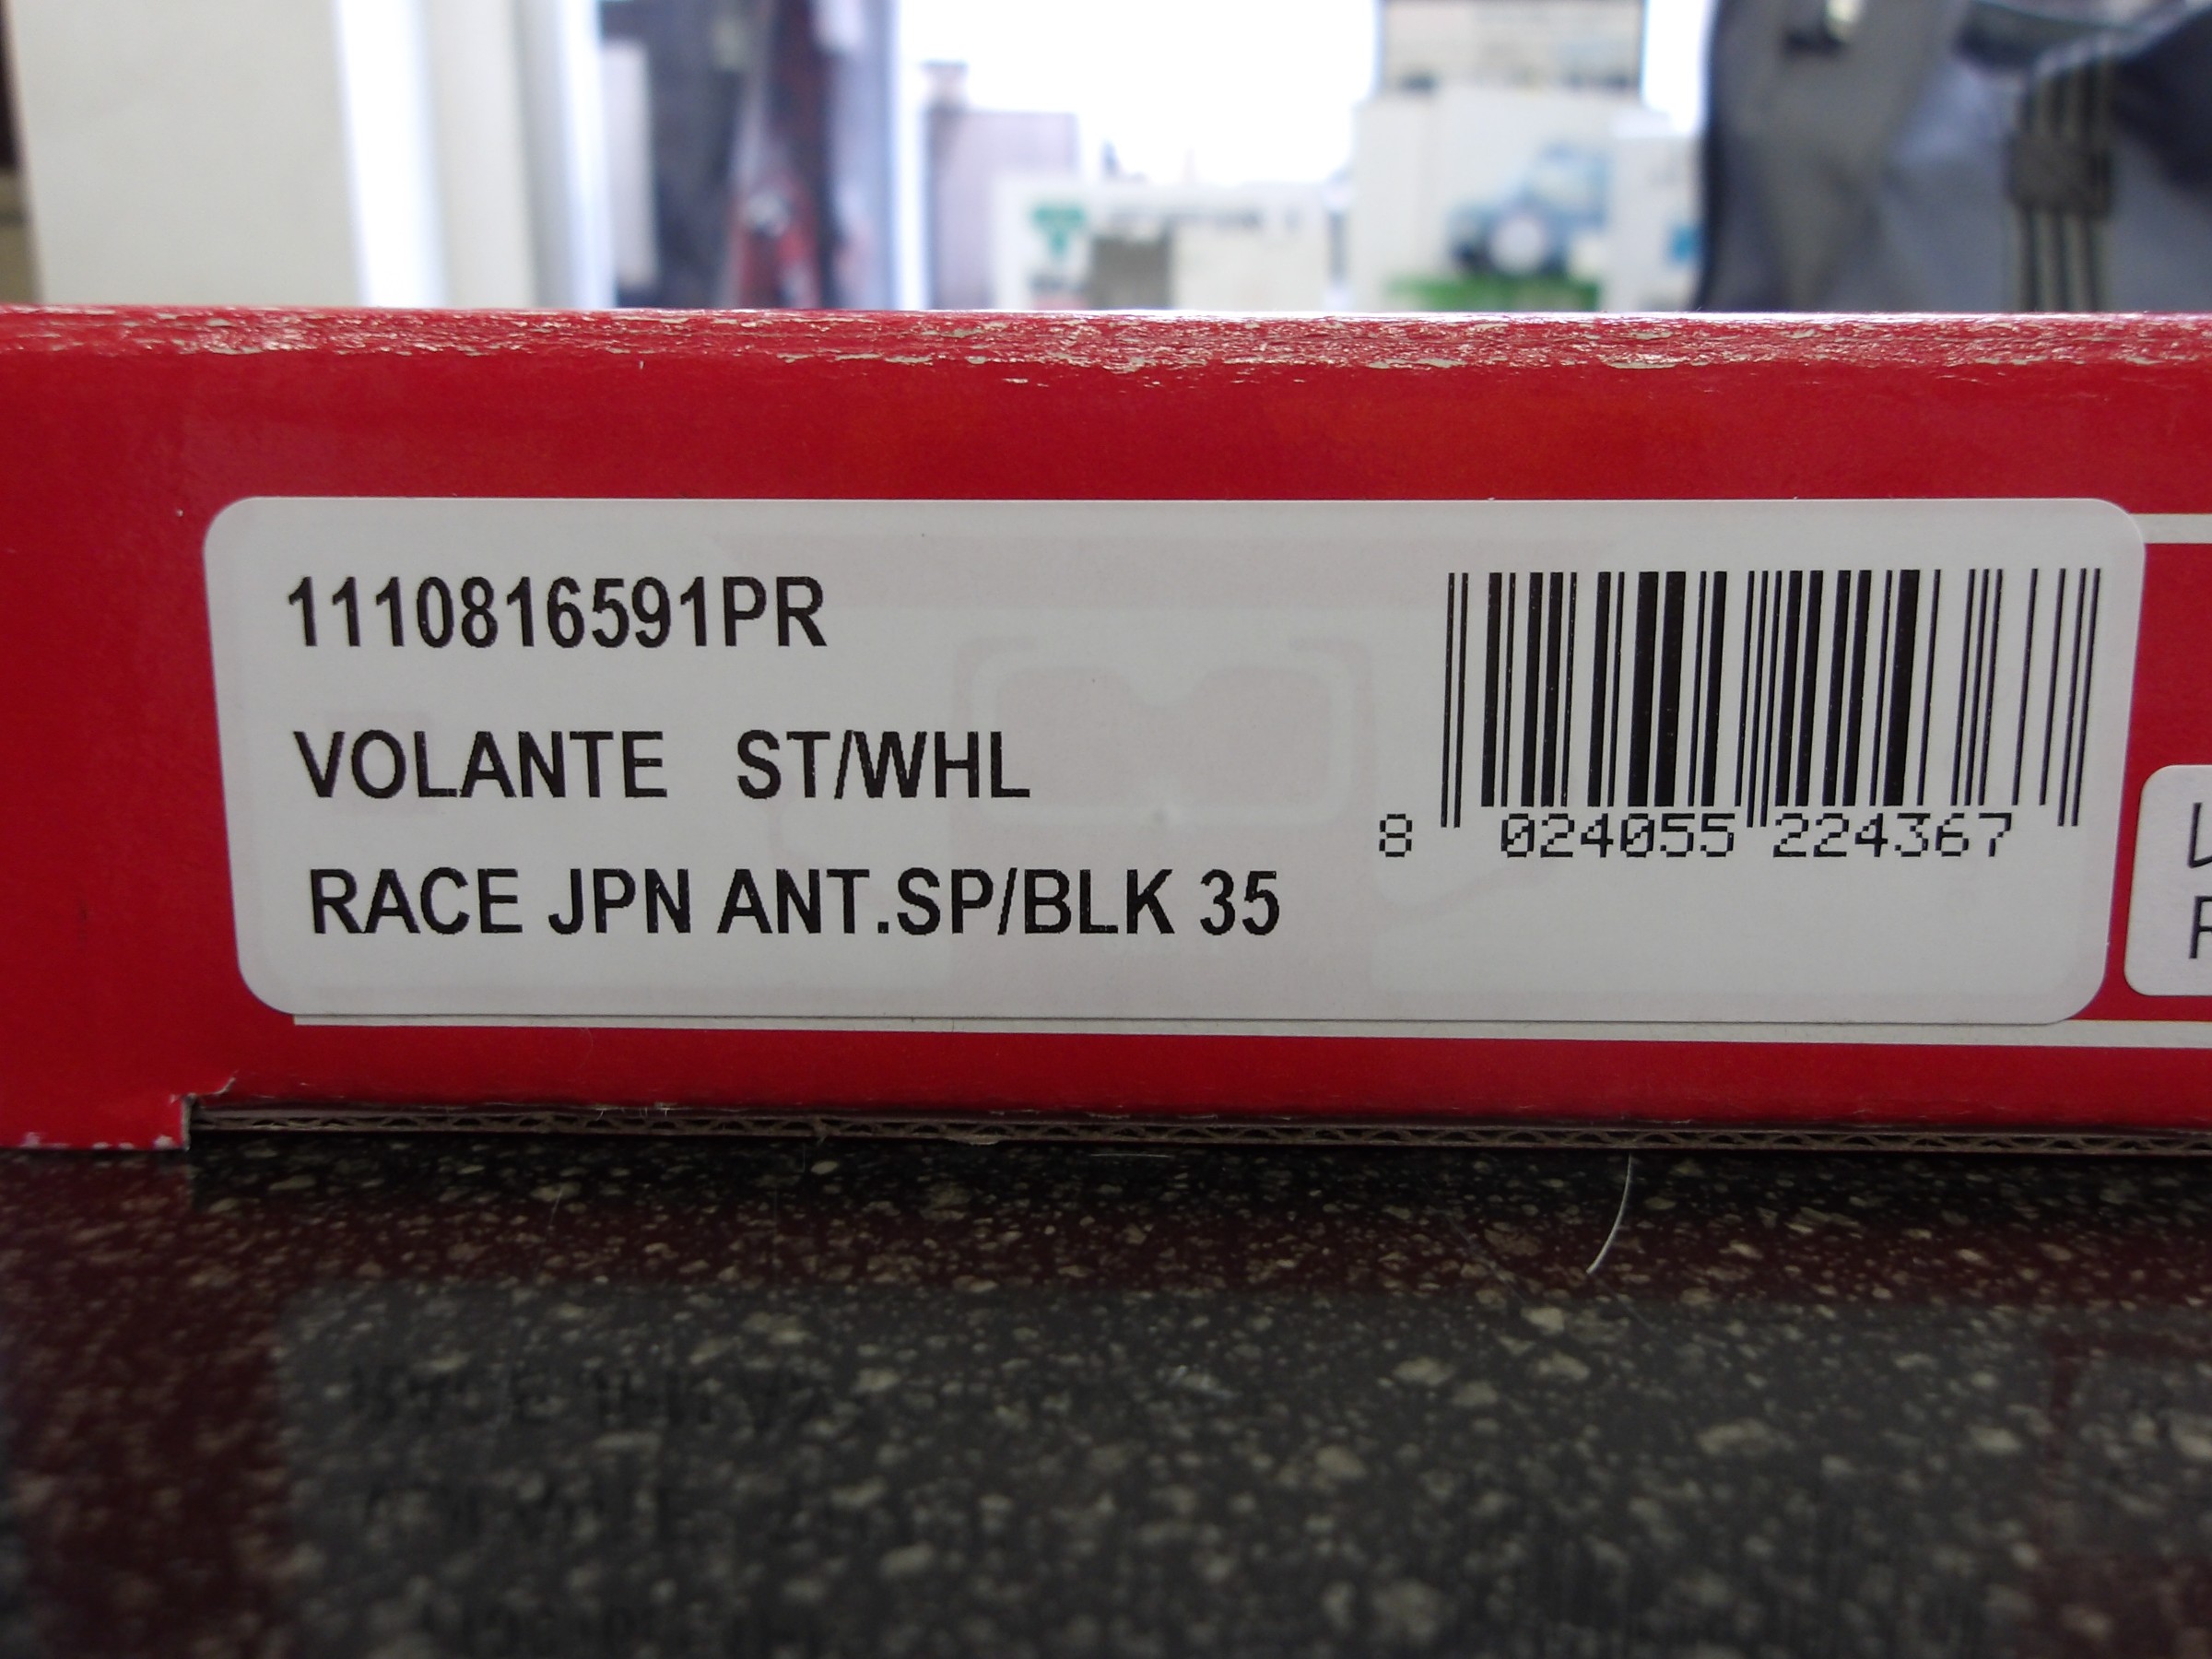 1110816591PR
VOLANTE ST/WHL
RACE JPN ANT.SP/BLK 35
8 024055 224367